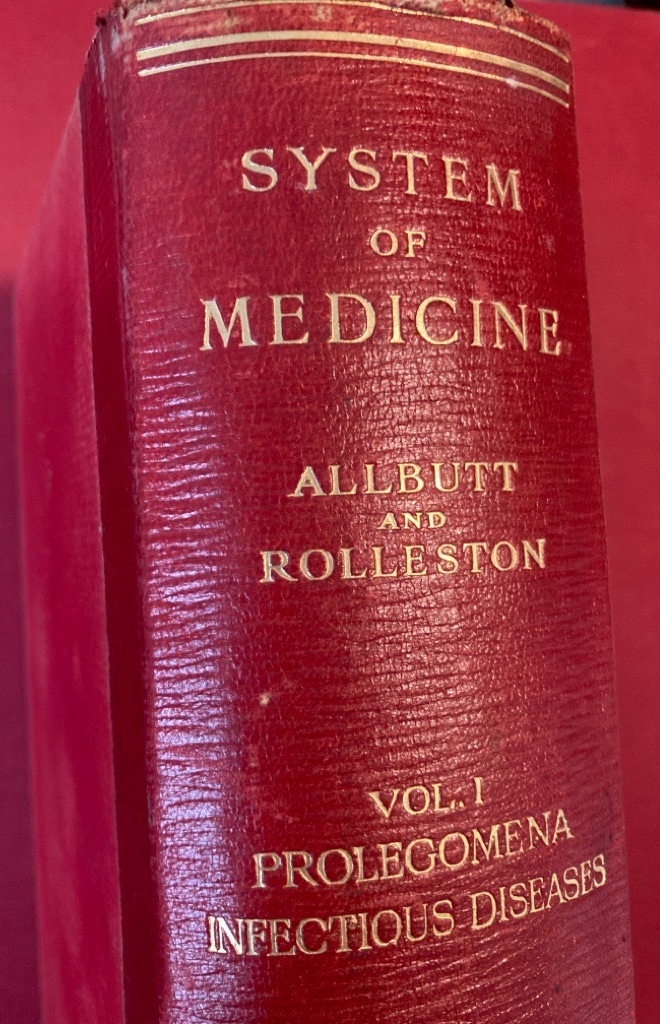 SYSTEM
OF
MEDICINE
ALLBUTT
AND
ROLLESTON
VOL. I
PROLEGOMENA
INFECTIOUS DISEASES